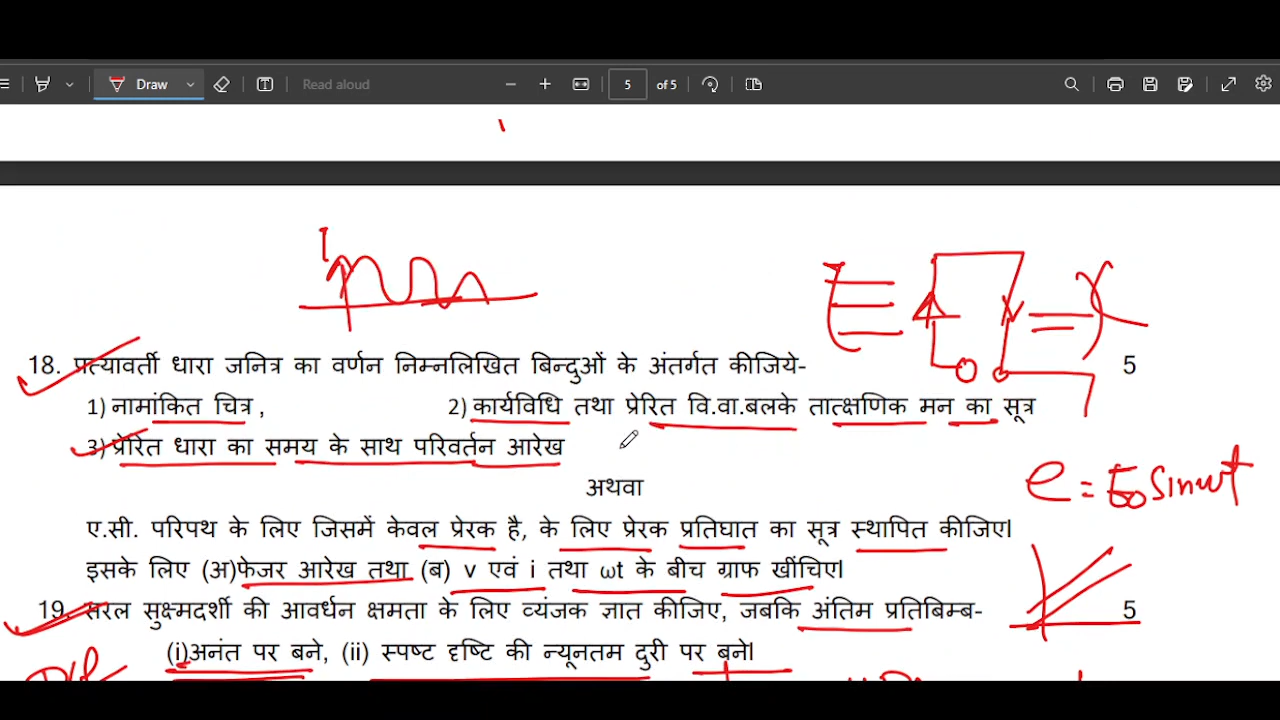 Draw
Read aloud
5 of 5
I
18. प्रत्यावर्ती धारा जनित्र का वर्णन निम्नलिखित बिन्दुओं के अंतर्गत कीजिये- 5
1) नामांकित चित्र , 2) कार्यविधि तथा प्रेरित वि.वा.बलके तात्क्षणिक मन का सूत्र
3) प्रेरित धारा का समय के साथ परिवर्तन आरेख
अथवा
e = E₀ sinωt
ए.सी. परिपथ के लिए जिसमें केवल प्रेरक है, के लिए प्रेरक प्रतिघात का सूत्र स्थापित कीजिए।
इसके लिए (अ)फेजर आरेख तथा (ब) v एवं i तथा ωt के बीच ग्राफ खींचिए।
19. सरल सुक्ष्मदर्शी की आवर्धन क्षमता के लिए व्यंजक ज्ञात कीजिए, जबकि अंतिम प्रतिबिम्ब- 5
(i)अनंत पर बने, (ii) स्पष्ट दृष्टि की न्यूनतम दुरी पर बने।